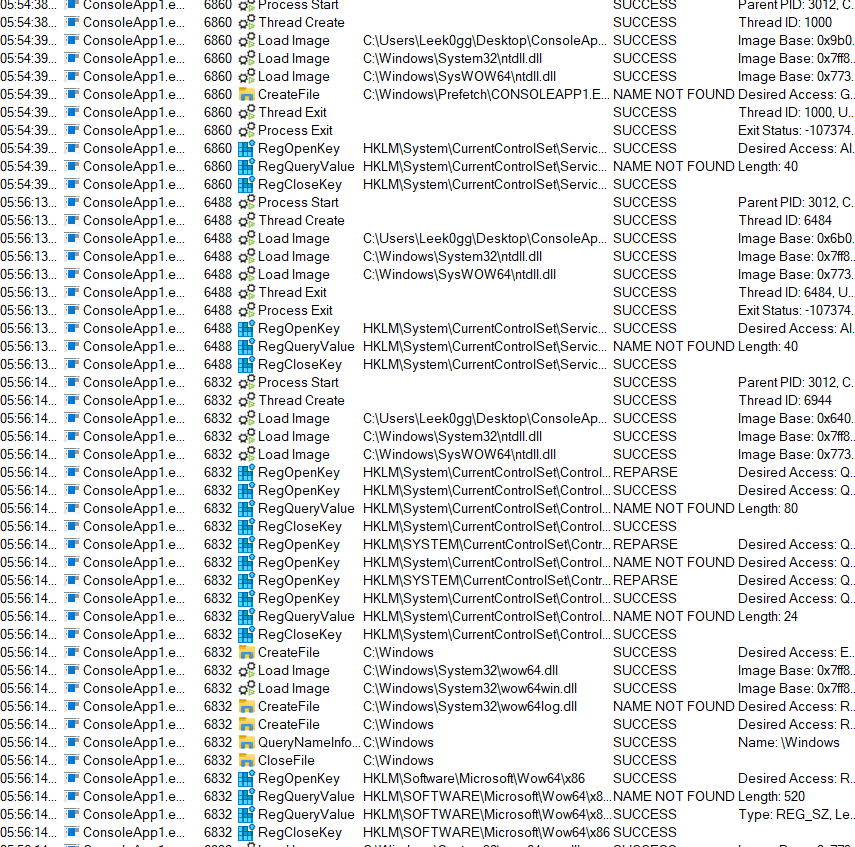 05:54:38... ConsoleApp1.e... 6860 Process Start SUCCESS Parent PID: 3012, C...
05:54:39... ConsoleApp1.e... 6860 Thread Create SUCCESS Thread ID: 1000
05:54:39... ConsoleApp1.e... 6860 Load Image C:\Users\Leek0gg\Desktop\ConsoleAp... SUCCESS Image Base: 0x9b0...
05:54:39... ConsoleApp1.e... 6860 Load Image C:\Windows\System32\ntdll.dll SUCCESS Image Base: 0x7ff8...
05:54:39... ConsoleApp1.e... 6860 Load Image C:\Windows\SysWOW64\ntdll.dll SUCCESS Image Base: 0x773...
05:54:39... ConsoleApp1.e... 6860 CreateFile C:\Windows\Prefetch\CONSOLEAPP1.E... NAME NOT FOUND Desired Access: G...
05:54:39... ConsoleApp1.e... 6860 Thread Exit SUCCESS Thread ID: 1000, U...
05:54:39... ConsoleApp1.e... 6860 Process Exit SUCCESS Exit Status: -107374...
05:54:39... ConsoleApp1.e... 6860 RegOpenKey HKLM\System\CurrentControlSet\Servic... SUCCESS Desired Access: Al...
05:54:39... ConsoleApp1.e... 6860 RegQueryValue HKLM\System\CurrentControlSet\Servic... NAME NOT FOUND Length: 40
05:54:39... ConsoleApp1.e... 6860 RegCloseKey HKLM\System\CurrentControlSet\Servic... SUCCESS
05:56:13... ConsoleApp1.e... 6488 Process Start SUCCESS Parent PID: 3012, C...
05:56:13... ConsoleApp1.e... 6488 Thread Create SUCCESS Thread ID: 6484
05:56:13... ConsoleApp1.e... 6488 Load Image C:\Users\Leek0gg\Desktop\ConsoleAp... SUCCESS Image Base: 0x6b0...
05:56:13... ConsoleApp1.e... 6488 Load Image C:\Windows\System32\ntdll.dll SUCCESS Image Base: 0x7ff8...
05:56:13... ConsoleApp1.e... 6488 Load Image C:\Windows\SysWOW64\ntdll.dll SUCCESS Image Base: 0x773...
05:56:13... ConsoleApp1.e... 6488 Thread Exit SUCCESS Thread ID: 6484, U...
05:56:13... ConsoleApp1.e... 6488 Process Exit SUCCESS Exit Status: -107374...
05:56:13... ConsoleApp1.e... 6488 RegOpenKey HKLM\System\CurrentControlSet\Servic... SUCCESS Desired Access: Al...
05:56:13... ConsoleApp1.e... 6488 RegQueryValue HKLM\System\CurrentControlSet\Servic... NAME NOT FOUND Length: 40
05:56:13... ConsoleApp1.e... 6488 RegCloseKey HKLM\System\CurrentControlSet\Servic... SUCCESS
05:56:14... ConsoleApp1.e... 6832 Process Start SUCCESS Parent PID: 3012, C...
05:56:14... ConsoleApp1.e... 6832 Thread Create SUCCESS Thread ID: 6944
05:56:14... ConsoleApp1.e... 6832 Load Image C:\Users\Leek0gg\Desktop\ConsoleAp... SUCCESS Image Base: 0x640...
05:56:14... ConsoleApp1.e... 6832 Load Image C:\Windows\System32\ntdll.dll SUCCESS Image Base: 0x7ff8...
05:56:14... ConsoleApp1.e... 6832 Load Image C:\Windows\SysWOW64\ntdll.dll SUCCESS Image Base: 0x773...
05:56:14... ConsoleApp1.e... 6832 RegOpenKey HKLM\System\CurrentControlSet\Control... REPARSE Desired Access: Q...
05:56:14... ConsoleApp1.e... 6832 RegOpenKey HKLM\System\CurrentControlSet\Control... SUCCESS Desired Access: Q...
05:56:14... ConsoleApp1.e... 6832 RegQueryValue HKLM\System\CurrentControlSet\Control... NAME NOT FOUND Length: 80
05:56:14... ConsoleApp1.e... 6832 RegCloseKey HKLM\System\CurrentControlSet\Control... SUCCESS
05:56:14... ConsoleApp1.e... 6832 RegOpenKey HKLM\SYSTEM\CurrentControlSet\Contr... REPARSE Desired Access: Q...
05:56:14... ConsoleApp1.e... 6832 RegOpenKey HKLM\System\CurrentControlSet\Control... NAME NOT FOUND Desired Access: Q...
05:56:14... ConsoleApp1.e... 6832 RegOpenKey HKLM\SYSTEM\CurrentControlSet\Contr... REPARSE Desired Access: Q...
05:56:14... ConsoleApp1.e... 6832 RegOpenKey HKLM\System\CurrentControlSet\Control... SUCCESS Desired Access: Q...
05:56:14... ConsoleApp1.e... 6832 RegQueryValue HKLM\System\CurrentControlSet\Control... NAME NOT FOUND Length: 24
05:56:14... ConsoleApp1.e... 6832 RegCloseKey HKLM\System\CurrentControlSet\Control... SUCCESS
05:56:14... ConsoleApp1.e... 6832 CreateFile C:\Windows SUCCESS Desired Access: E...
05:56:14... ConsoleApp1.e... 6832 Load Image C:\Windows\System32\wow64.dll SUCCESS Image Base: 0x7ff8...
05:56:14... ConsoleApp1.e... 6832 Load Image C:\Windows\System32\wow64win.dll SUCCESS Image Base: 0x7ff8...
05:56:14... ConsoleApp1.e... 6832 CreateFile C:\Windows\System32\wow64log.dll NAME NOT FOUND Desired Access: R...
05:56:14... ConsoleApp1.e... 6832 CreateFile C:\Windows SUCCESS Desired Access: R...
05:56:14... ConsoleApp1.e... 6832 QueryNameInfo... C:\Windows SUCCESS Name: \Windows
05:56:14... ConsoleApp1.e... 6832 CloseFile C:\Windows SUCCESS
05:56:14... ConsoleApp1.e... 6832 RegOpenKey HKLM\Software\Microsoft\Wow64\x86 SUCCESS Desired Access: R...
05:56:14... ConsoleApp1.e... 6832 RegQueryValue HKLM\SOFTWARE\Microsoft\Wow64\x8... NAME NOT FOUND Length: 520
05:56:14... ConsoleApp1.e... 6832 RegQueryValue HKLM\SOFTWARE\Microsoft\Wow64\x8... SUCCESS Type: REG_SZ, Le...
05:56:14... ConsoleApp1.e... 6832 RegCloseKey HKLM\SOFTWARE\Microsoft\Wow64\x86 SUCCESS